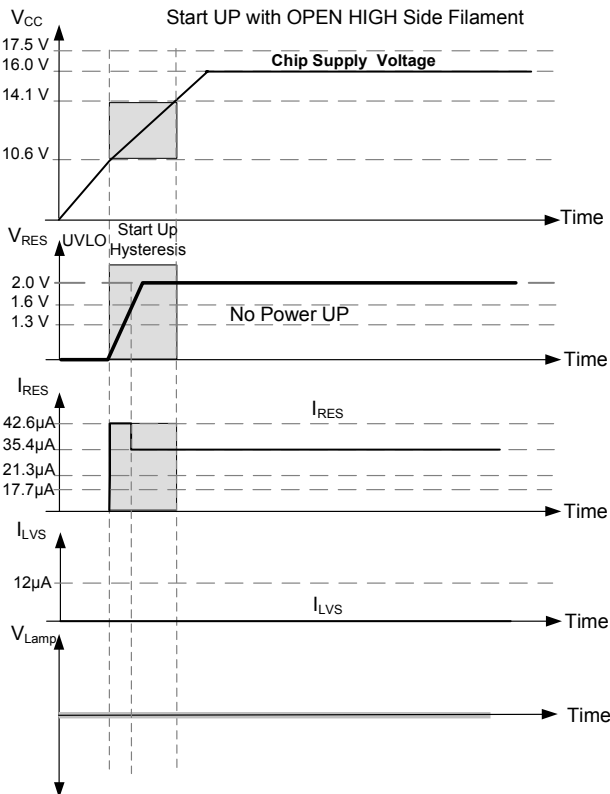 Start UP with OPEN HIGH Side Filament
VCC
17.5 V
16.0 V
Chip Supply Voltage
14.1 V
10.6 V
Time
VRES
UVLO
Start Up
Hysteresis
2.0 V
1.6 V
No Power UP
1.3 V
Time
IRES
IRES
42.6µA
35.4µA
21.3µA
17.7µA
Time
ILVS
12µA
ILVS
Time
VLamp
Time